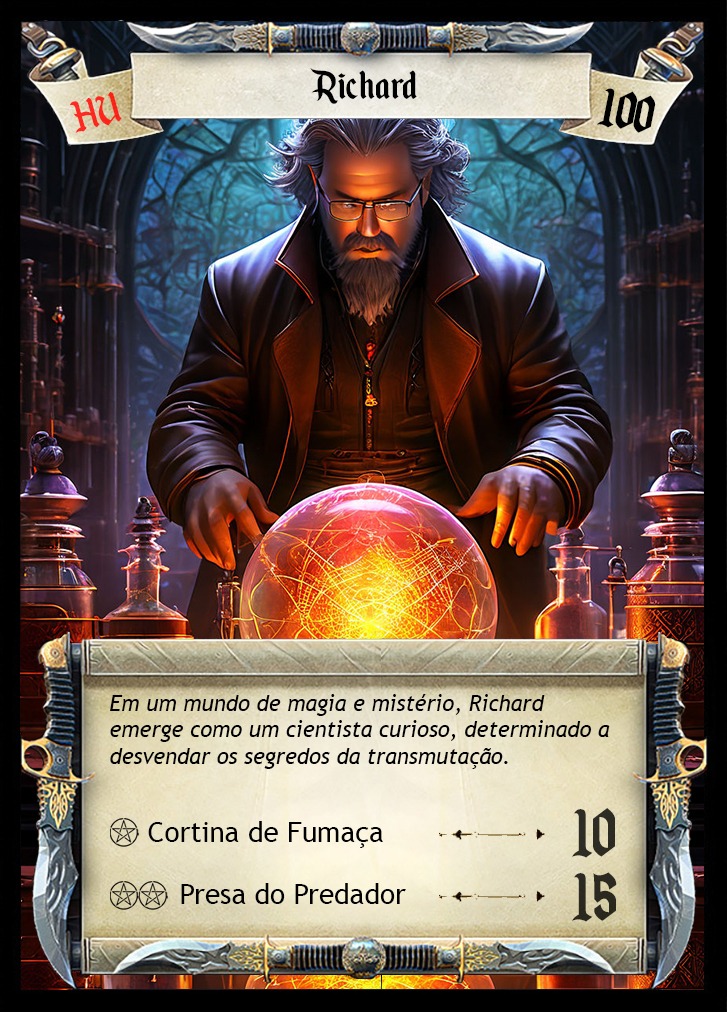 Richard
HU
100
Em um mundo de magia e mistério, Richard
emerge como um cientista curioso, determinado a
desvendar os segredos da transmutação.
Cortina de Fumaça 10
Presa do Predador 15